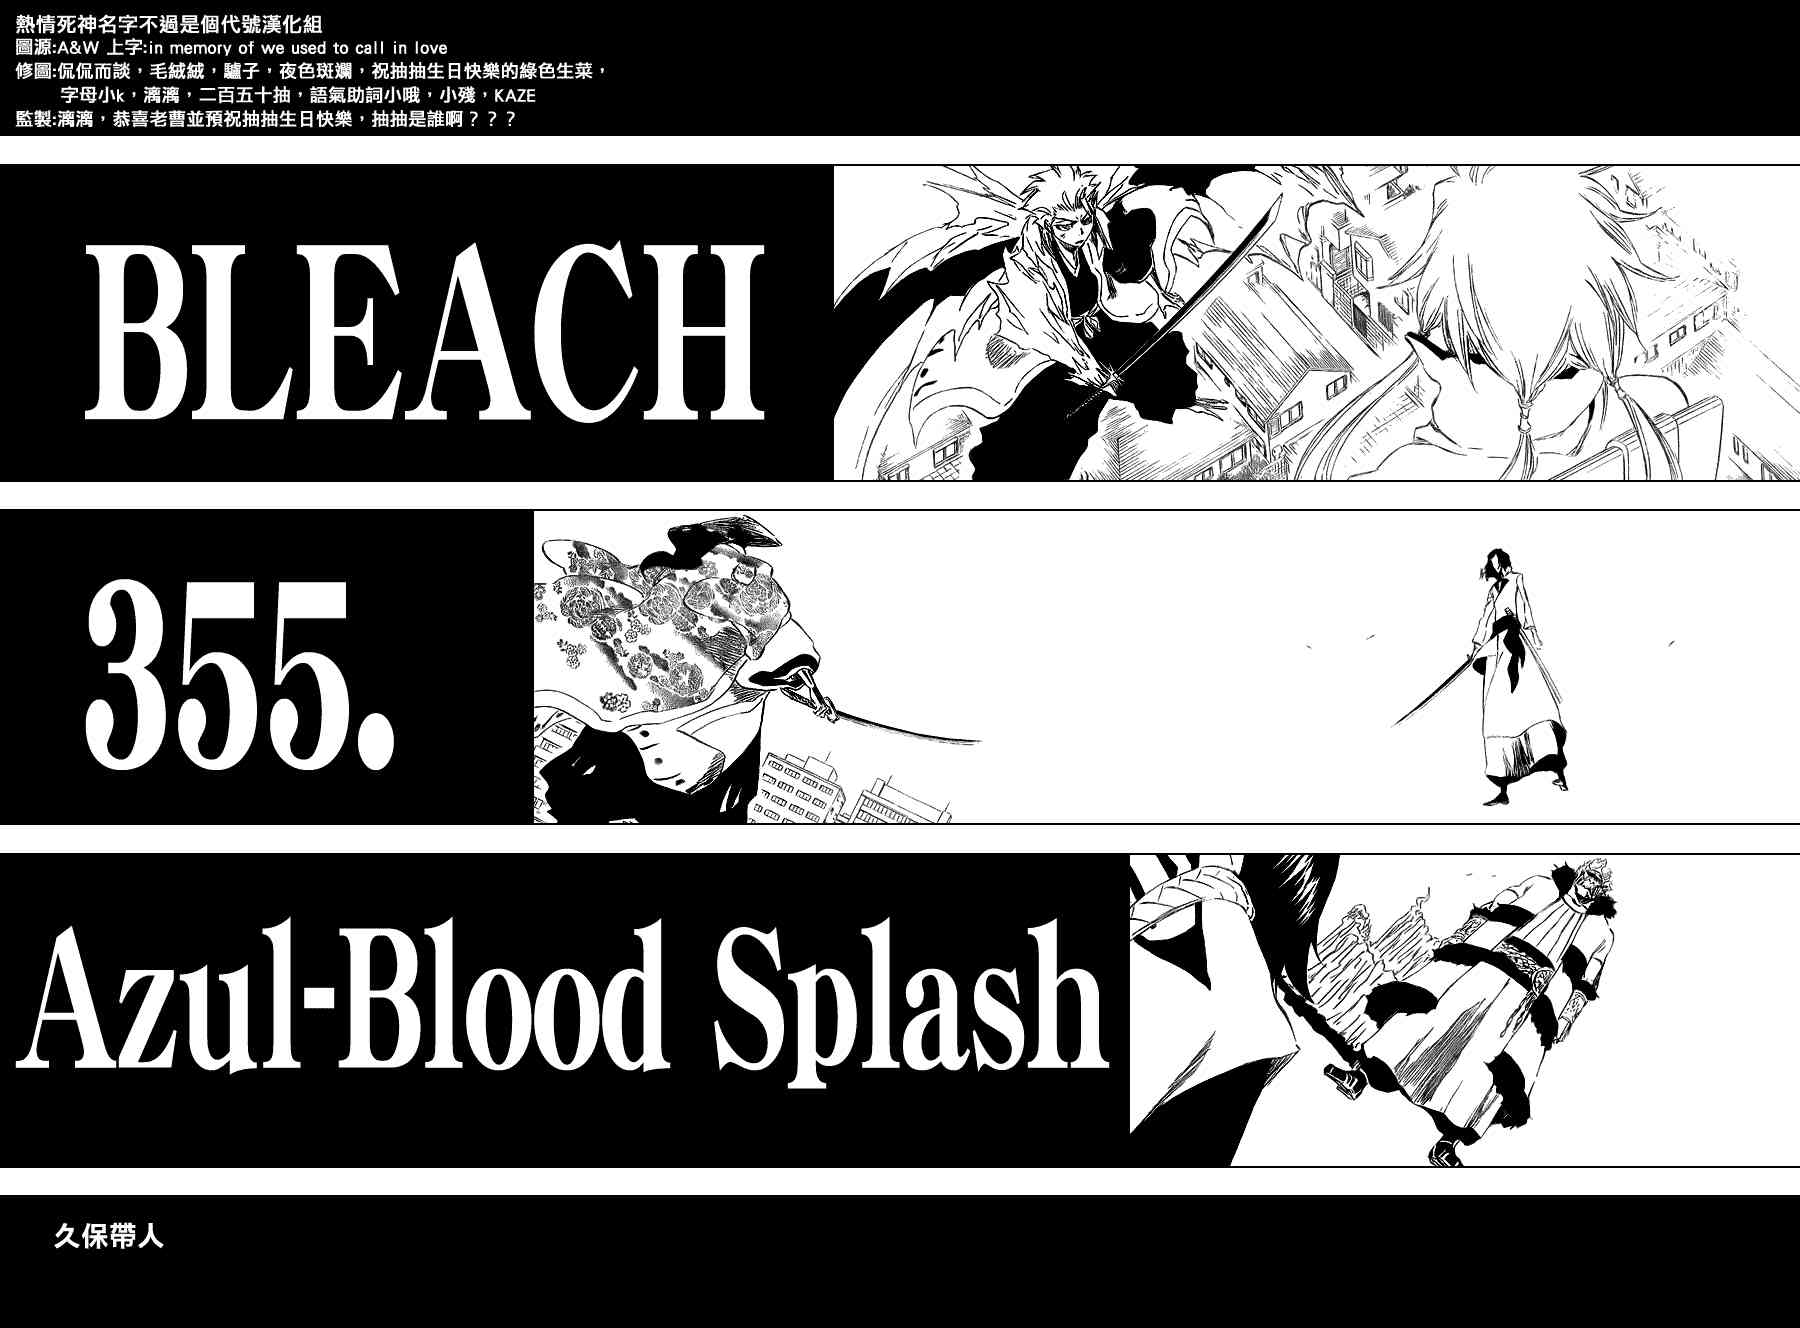 熱情死神名字不過是個代號漢化組
圖源:A&W 上字:in memory of we used to call in love
修圖:侃侃而談，毛絨絨，驢子，夜色斑斕，祝抽抽生日快樂的綠色生菜，
字母小k，漓漓，二百五十抽，語氣助詞小哦，小殘，KAZE
監製:漓漓，恭喜老曹並預祝抽抽生日快樂，抽抽是誰啊？？？
BLEACH
355.
Azul-Blood Splash
久保帶人